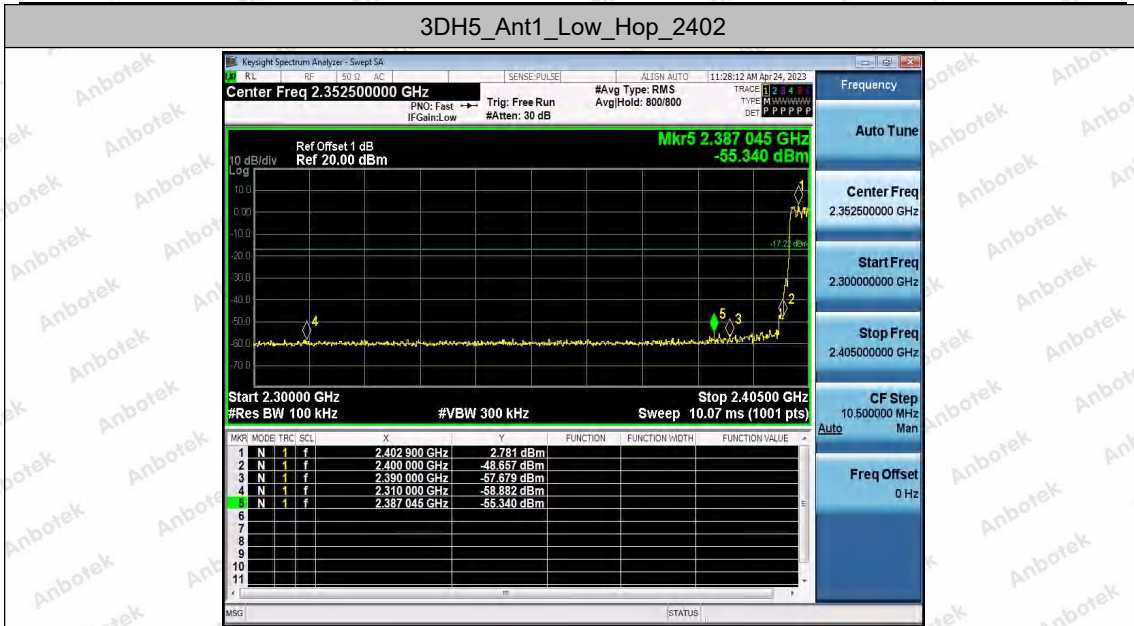 3DH5_Ant1_Low_Hop_2402
Keysight Spectrum Analyzer - Swept SA
RL RF 50 Ω AC SENSE:PULSE ALIGN AUTO 11:28:12 AM Apr 24, 2023
Center Freq 2.352500000 GHz
PNO: Fast
IFGain:Low
Trig: Free Run
#Atten: 30 dB
#Avg Type: RMS
Avg|Hold: 800/800
TRACE 1 2 3 4 5 6
TYPE M WWWWW
DET P P P P P P
Ref Offset 1 dB
10 dB/div Ref 20.00 dBm
Log
Mkr5 2.387 045 GHz
-55.340 dBm
10.0
0.00
-10.0
-20.0
-30.0
-40.0
-50.0
-60.0
-70.0
1
-17.22 dBm
2
5
3
4
Start 2.30000 GHz Stop 2.40500 GHz
#Res BW 100 kHz #VBW 300 kHz Sweep 10.07 ms (1001 pts)
MKR MODE TRC SCL X Y FUNCTION FUNCTION WIDTH FUNCTION VALUE
1 N 1 f 2.402 900 GHz 2.781 dBm
2 N 1 f 2.400 000 GHz -48.657 dBm
3 N 1 f 2.390 000 GHz -57.679 dBm
4 N 1 f 2.310 000 GHz -58.882 dBm
5 N 1 f 2.387 045 GHz -55.340 dBm
6
7
8
9
10
11
MSG STATUS
Frequency
Auto Tune
Center Freq
2.352500000 GHz
Start Freq
2.300000000 GHz
Stop Freq
2.405000000 GHz
CF Step
10.500000 MHz
Auto Man
Freq Offset
0 Hz
Anbotek